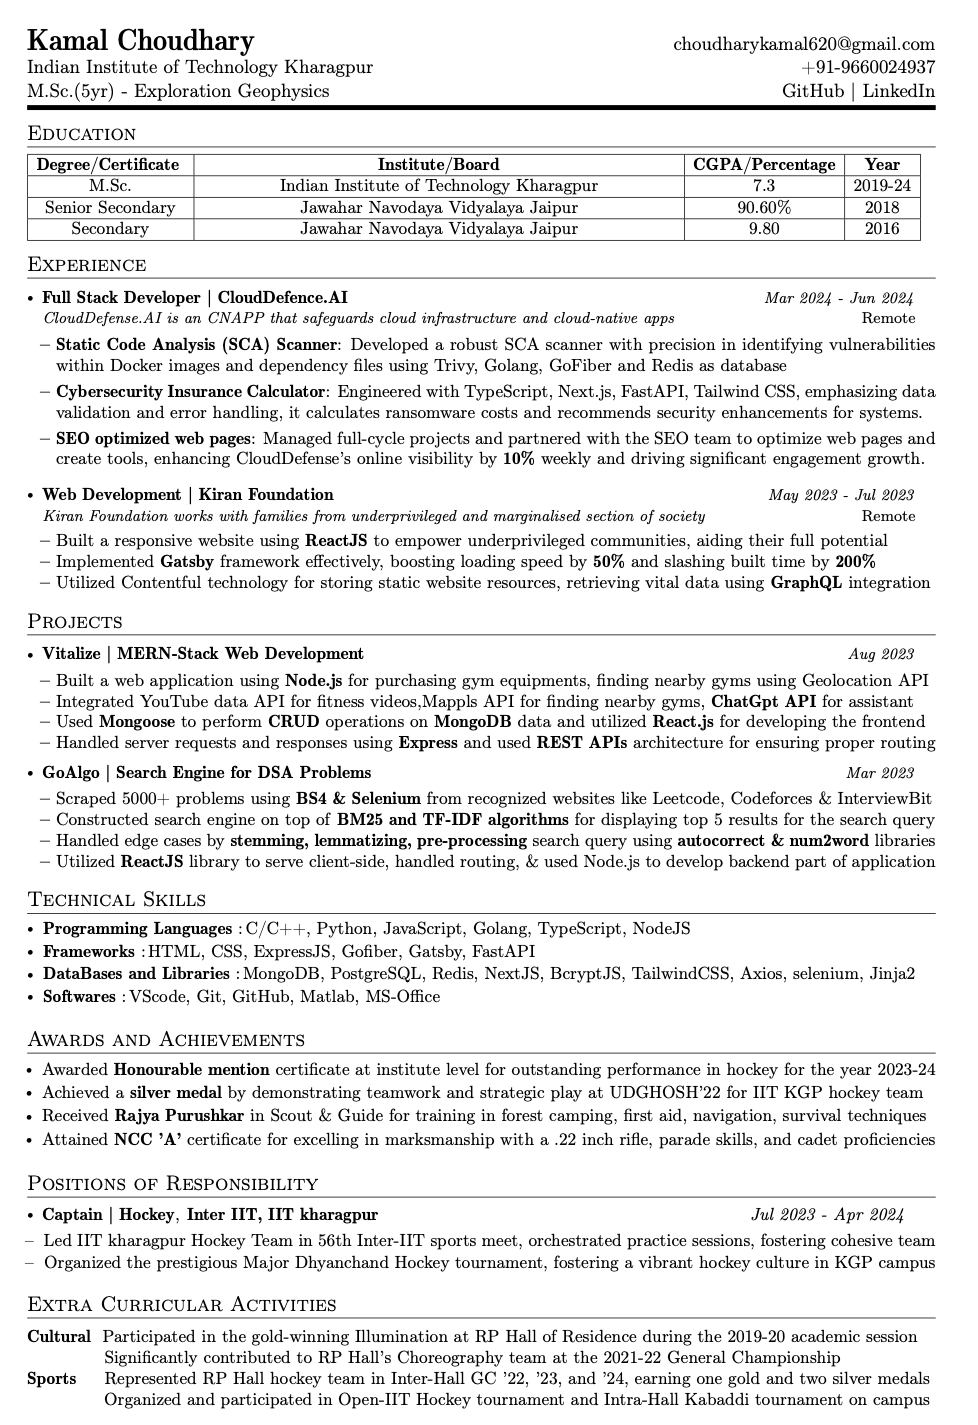 Kamal Choudhary
choudharykamal620@gmail.com
Indian Institute of Technology Kharagpur
+91-9660024937
M.Sc.(5yr) - Exploration Geophysics
GitHub | LinkedIn
Education
Degree/Certificate Institute/Board CGPA/Percentage Year
M.Sc. Indian Institute of Technology Kharagpur 7.3 2019-24
Senior Secondary Jawahar Navodaya Vidyalaya Jaipur 90.60% 2018
Secondary Jawahar Navodaya Vidyalaya Jaipur 9.80 2016
Experience
• Full Stack Developer | CloudDefence.AI Mar 2024 - Jun 2024
CloudDefense.AI is an CNAPP that safeguards cloud infrastructure and cloud-native apps Remote
– Static Code Analysis (SCA) Scanner: Developed a robust SCA scanner with precision in identifying vulnerabilities
within Docker images and dependency files using Trivy, Golang, GoFiber and Redis as database
– Cybersecurity Insurance Calculator: Engineered with TypeScript, Next.js, FastAPI, Tailwind CSS, emphasizing data
validation and error handling, it calculates ransomware costs and recommends security enhancements for systems.
– SEO optimized web pages: Managed full-cycle projects and partnered with the SEO team to optimize web pages and
create tools, enhancing CloudDefense's online visibility by 10% weekly and driving significant engagement growth.
• Web Development | Kiran Foundation May 2023 - Jul 2023
Kiran Foundation works with families from underprivileged and marginalised section of society Remote
– Built a responsive website using ReactJS to empower underprivileged communities, aiding their full potential
– Implemented Gatsby framework effectively, boosting loading speed by 50% and slashing built time by 200%
– Utilized Contentful technology for storing static website resources, retrieving vital data using GraphQL integration
Projects
• Vitalize | MERN-Stack Web Development Aug 2023
– Built a web application using Node.js for purchasing gym equipments, finding nearby gyms using Geolocation API
– Integrated YouTube data API for fitness videos,Mappls API for finding nearby gyms, ChatGpt API for assistant
– Used Mongoose to perform CRUD operations on MongoDB data and utilized React.js for developing the frontend
– Handled server requests and responses using Express and used REST APIs architecture for ensuring proper routing
• GoAlgo | Search Engine for DSA Problems Mar 2023
– Scraped 5000+ problems using BS4 & Selenium from recognized websites like Leetcode, Codeforces & InterviewBit
– Constructed search engine on top of BM25 and TF-IDF algorithms for displaying top 5 results for the search query
– Handled edge cases by stemming, lemmatizing, pre-processing search query using autocorrect & num2word libraries
– Utilized ReactJS library to serve client-side, handled routing, & used Node.js to develop backend part of application
Technical Skills
• Programming Languages : C/C++, Python, JavaScript, Golang, TypeScript, NodeJS
• Frameworks : HTML, CSS, ExpressJS, Gofiber, Gatsby, FastAPI
• DataBases and Libraries : MongoDB, PostgreSQL, Redis, NextJS, BcryptJS, TailwindCSS, Axios, selenium, Jinja2
• Softwares : VScode, Git, GitHub, Matlab, MS-Office
Awards and Achievements
• Awarded Honourable mention certificate at institute level for outstanding performance in hockey for the year 2023-24
• Achieved a silver medal by demonstrating teamwork and strategic play at UDGHOSH'22 for IIT KGP hockey team
• Received Rajya Purushkar in Scout & Guide for training in forest camping, first aid, navigation, survival techniques
• Attained NCC 'A' certificate for excelling in marksmanship with a .22 inch rifle, parade skills, and cadet proficiencies
Positions of Responsibility
• Captain | Hockey, Inter IIT, IIT kharagpur Jul 2023 - Apr 2024
– Led IIT kharagpur Hockey Team in 56th Inter-IIT sports meet, orchestrated practice sessions, fostering cohesive team
– Organized the prestigious Major Dhyanchand Hockey tournament, fostering a vibrant hockey culture in KGP campus
Extra Curricular Activities
Cultural Participated in the gold-winning Illumination at RP Hall of Residence during the 2019-20 academic session
Significantly contributed to RP Hall's Choreography team at the 2021-22 General Championship
Sports Represented RP Hall hockey team in Inter-Hall GC '22, '23, and '24, earning one gold and two silver medals
Organized and participated in Open-IIT Hockey tournament and Intra-Hall Kabaddi tournament on campus